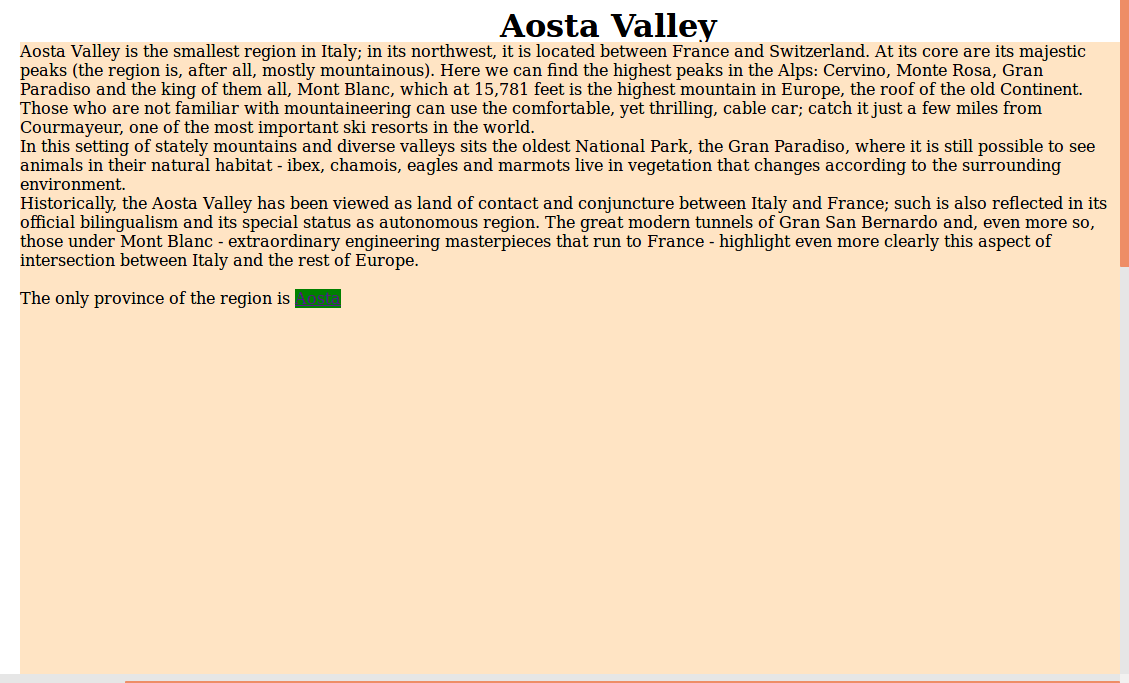 Aosta Valley
Aosta Valley is the smallest region in Italy; in its northwest, it is located between France and Switzerland. At its core are its majestic
peaks (the region is, after all, mostly mountainous). Here we can find the highest peaks in the Alps: Cervino, Monte Rosa, Gran
Paradiso and the king of them all, Mont Blanc, which at 15,781 feet is the highest mountain in Europe, the roof of the old Continent.
Those who are not familiar with mountaineering can use the comfortable, yet thrilling, cable car; catch it just a few miles from
Courmayeur, one of the most important ski resorts in the world.
In this setting of stately mountains and diverse valleys sits the oldest National Park, the Gran Paradiso, where it is still possible to see
animals in their natural habitat - ibex, chamois, eagles and marmots live in vegetation that changes according to the surrounding
environment.
Historically, the Aosta Valley has been viewed as land of contact and conjuncture between Italy and France; such is also reflected in its
official bilingualism and its special status as autonomous region. The great modern tunnels of Gran San Bernardo and, even more so,
those under Mont Blanc - extraordinary engineering masterpieces that run to France - highlight even more clearly this aspect of
intersection between Italy and the rest of Europe.
The only province of the region is Aosta